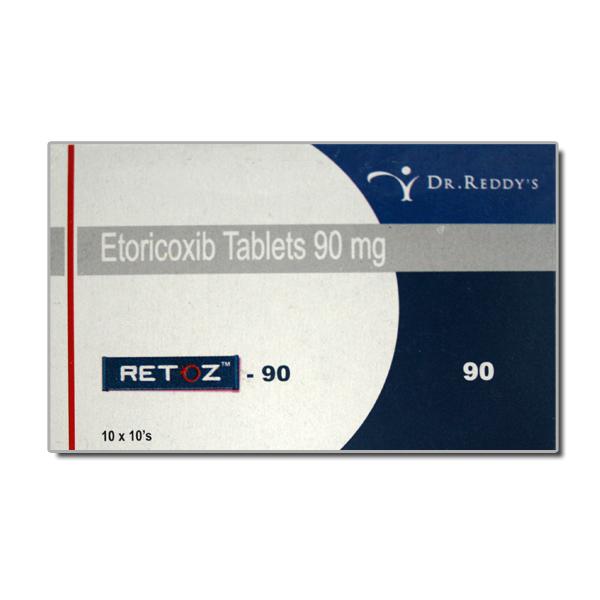 DR.REDDY'S
Etoricoxib Tablets 90 mg
RETOZ™ - 90
90
10 x 10's